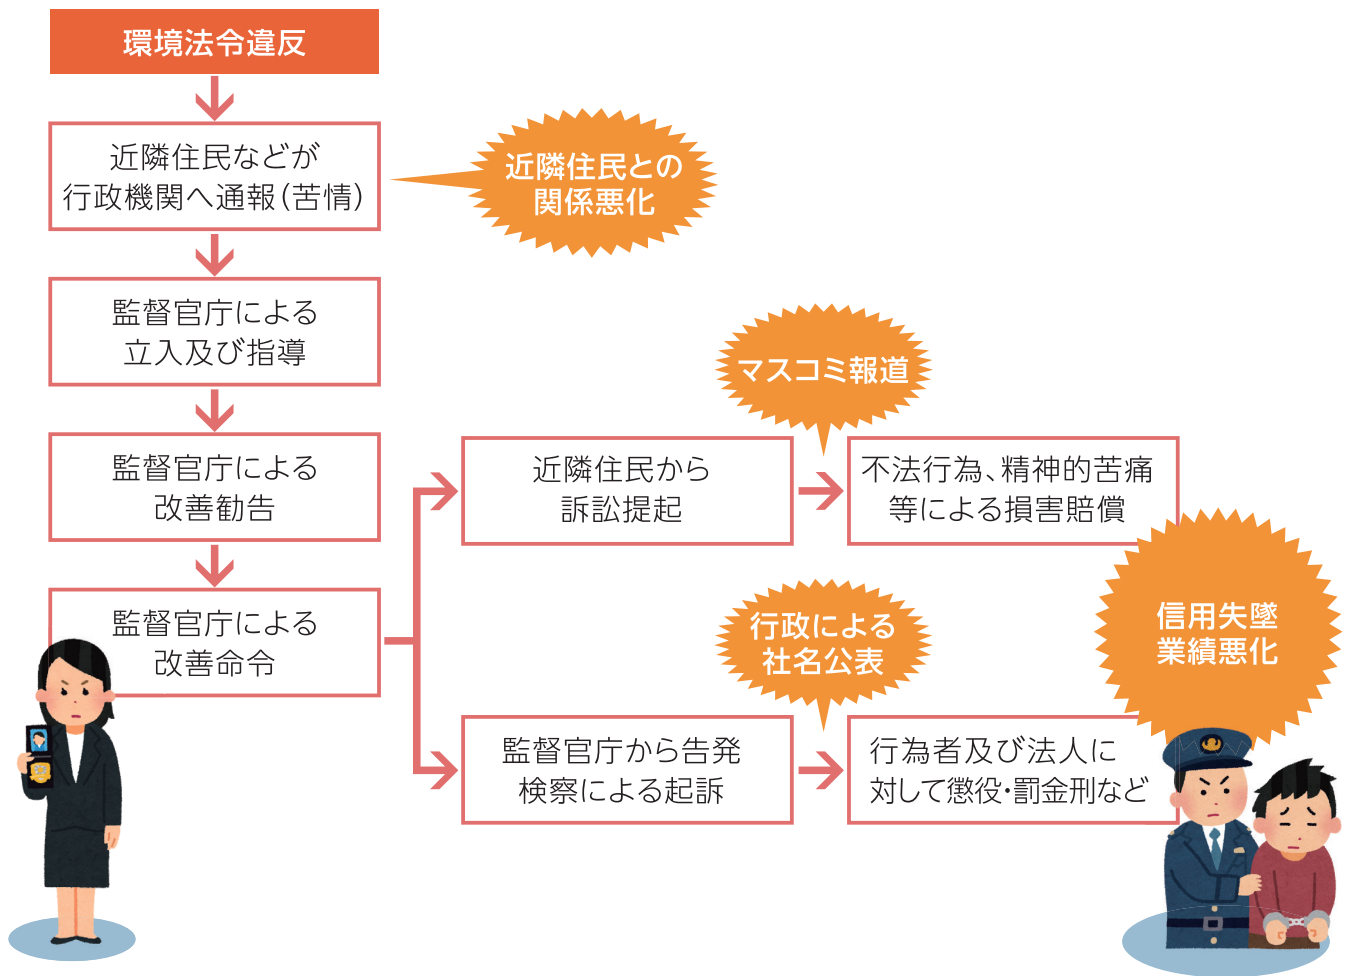 環境法令違反
近隣住民などが
行政機関へ通報（苦情）
近隣住民との
関係悪化
監督官庁による
立入及び指導
監督官庁による
改善勧告
監督官庁による
改善命令
マスコミ報道
近隣住民から
訴訟提起
不法行為、精神的苦痛
等による損害賠償
行政による
社名公表
信用失墜
業績悪化
監督官庁から告発
検察による起訴
行為者及び法人に
対して懲役・罰金刑など